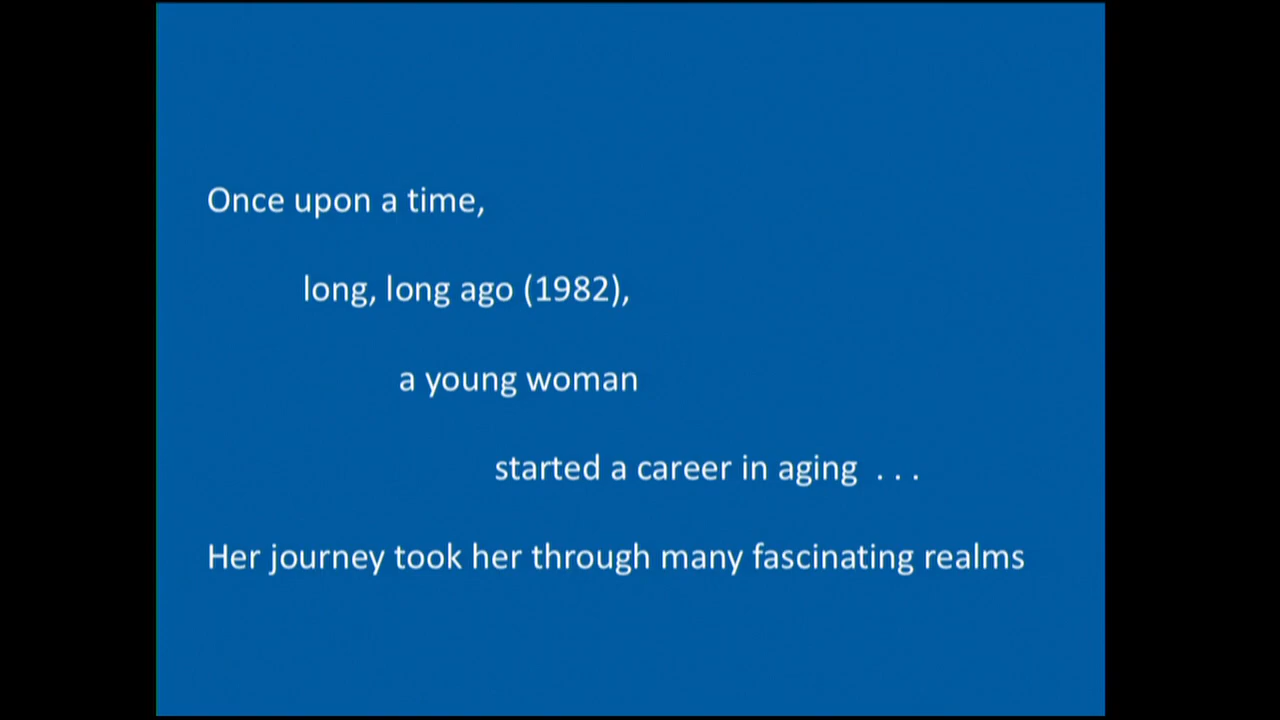 Once upon a time,
long, long ago (1982),
a young woman
started a career in aging  . . .
Her journey took her through many fascinating realms